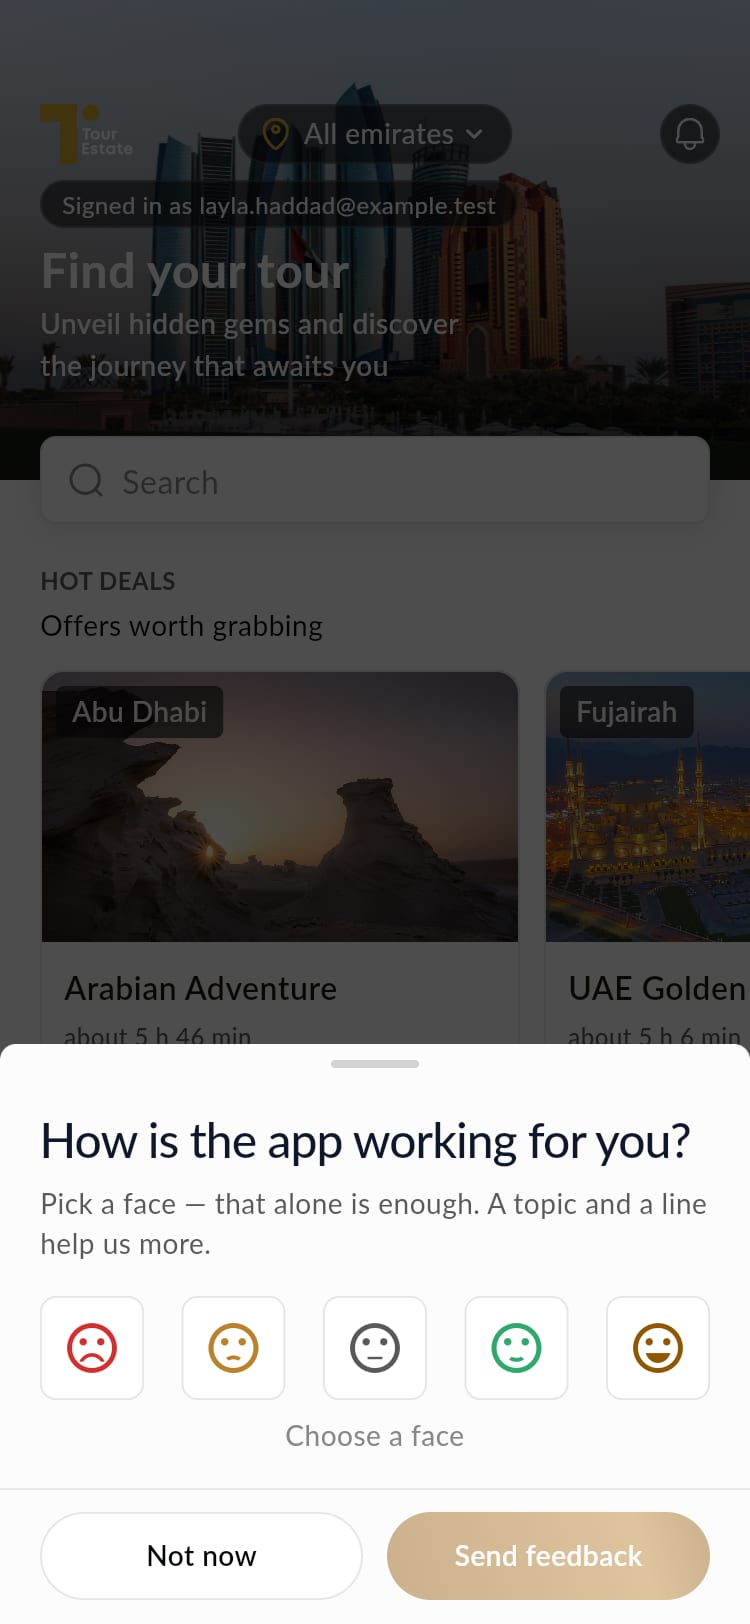 Tour
Estate
All emirates
Signed in as layla.haddad@example.test
Find your tour
Unveil hidden gems and discover
the journey that awaits you
Search
HOT DEALS
Offers worth grabbing
Abu Dhabi
Fujairah
Arabian Adventure
UAE Golden
about 5 h 46 min
about 5 h 6 min
How is the app working for you?
Pick a face — that alone is enough. A topic and a line
help us more.
Choose a face
Not now
Send feedback